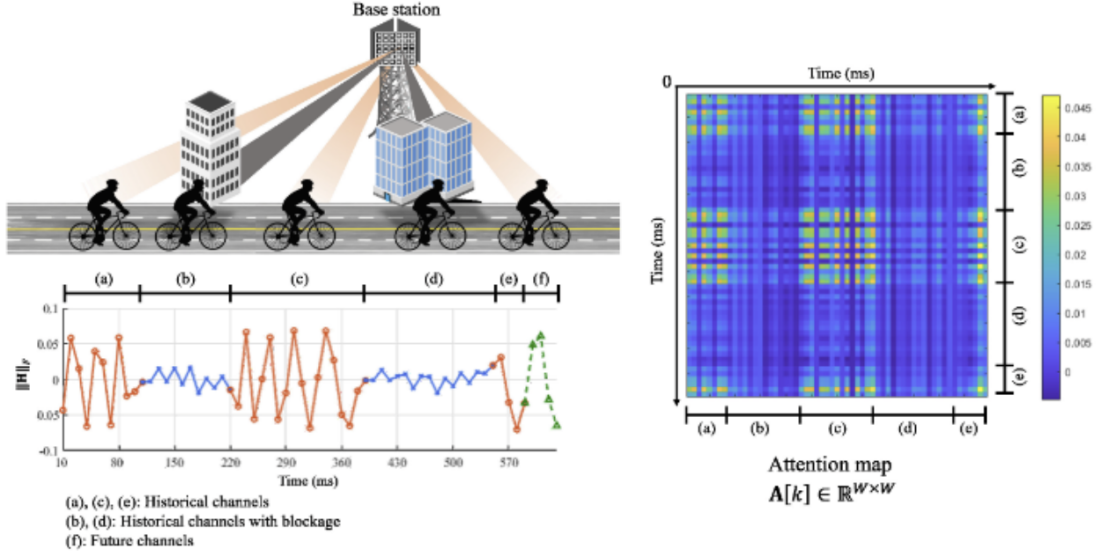 Base station
(a) (b) (c) (d) (e) (f)
0.1
0.05
0
0.05
-0.1
‖H‖F
10 80 150 220 290 360 430 500 570
Time (ms)
(a), (c), (e): Historical channels
(b), (d): Historical channels with blockage
(f): Future channels
0
Time (ms)
Time (ms)
(a)
(b)
(c)
(d)
(e)
(a) (b) (c) (d) (e)
0.045
0.04
0.035
0.03
0.025
0.02
0.015
0.01
0.005
0
Attention map
A[k] ∈ ℝ^{W×W}